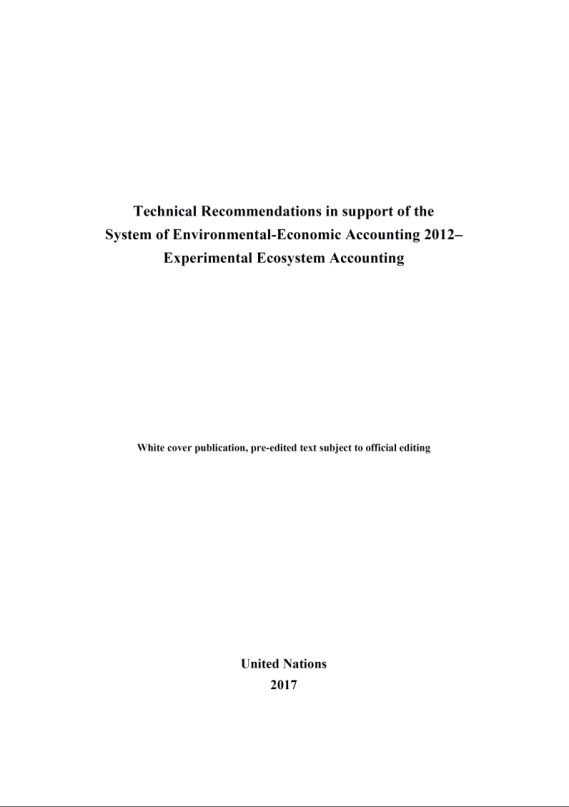 Technical Recommendations in support of the
System of Environmental-Economic Accounting 2012–
Experimental Ecosystem Accounting
White cover publication, pre-edited text subject to official editing
United Nations
2017